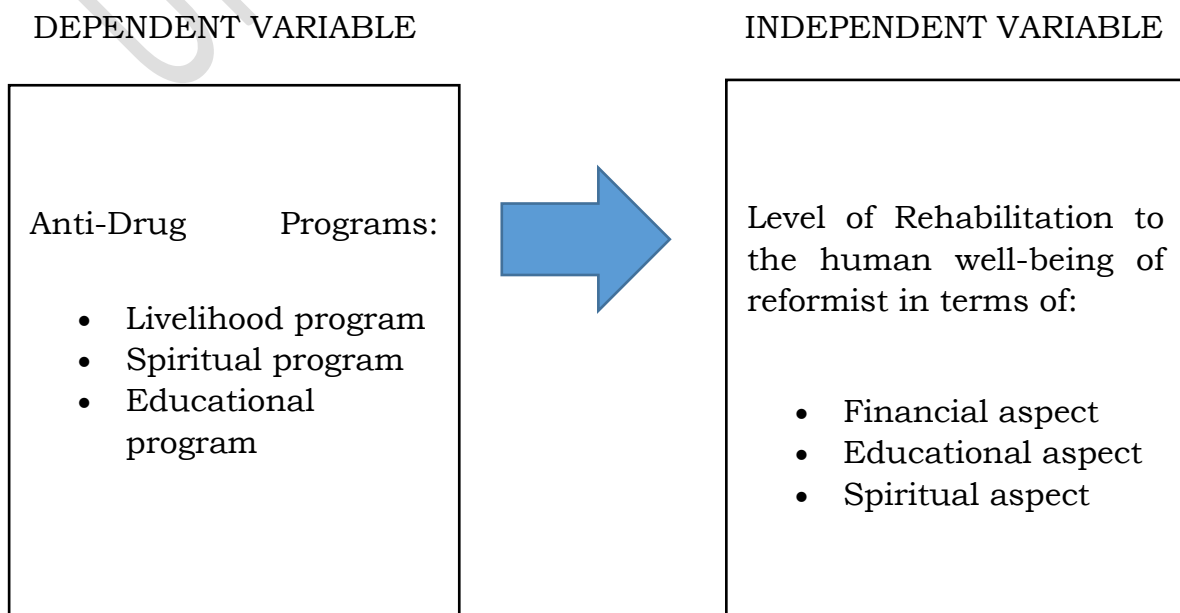 DEPENDENT VARIABLE
INDEPENDENT VARIABLE
Anti-Drug Programs:
• Livelihood program
• Spiritual program
• Educational
program
Level of Rehabilitation to
the human well-being of
reformist in terms of:
• Financial aspect
• Educational aspect
• Spiritual aspect